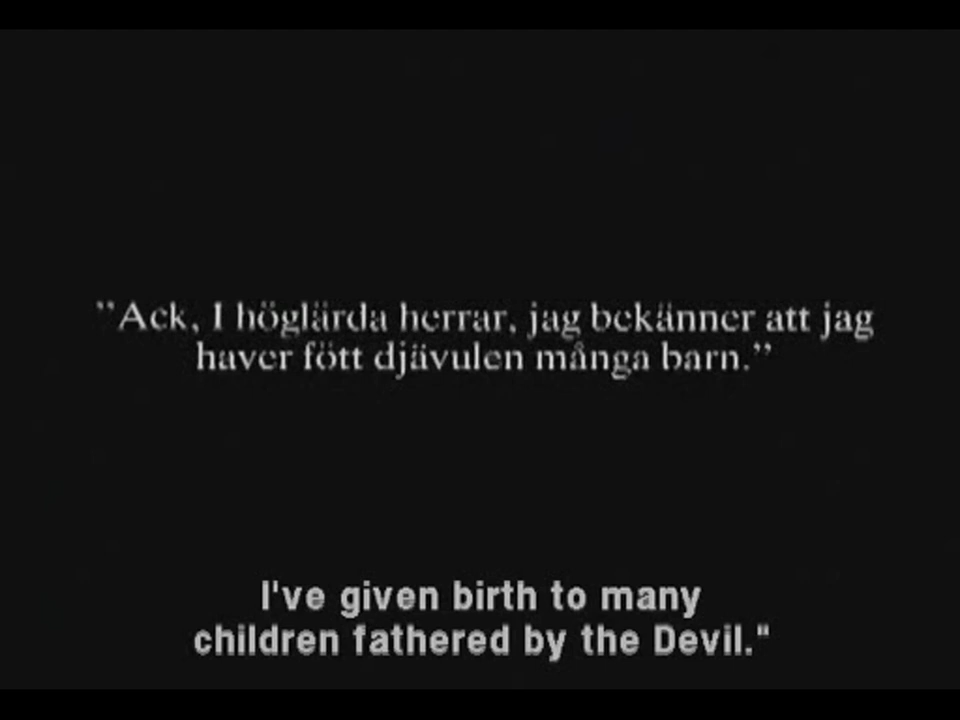 ”Ack, I höglärda herrar, jag bekänner att jag
haver fött djävulen många barn.”
I've given birth to many
children fathered by the Devil."